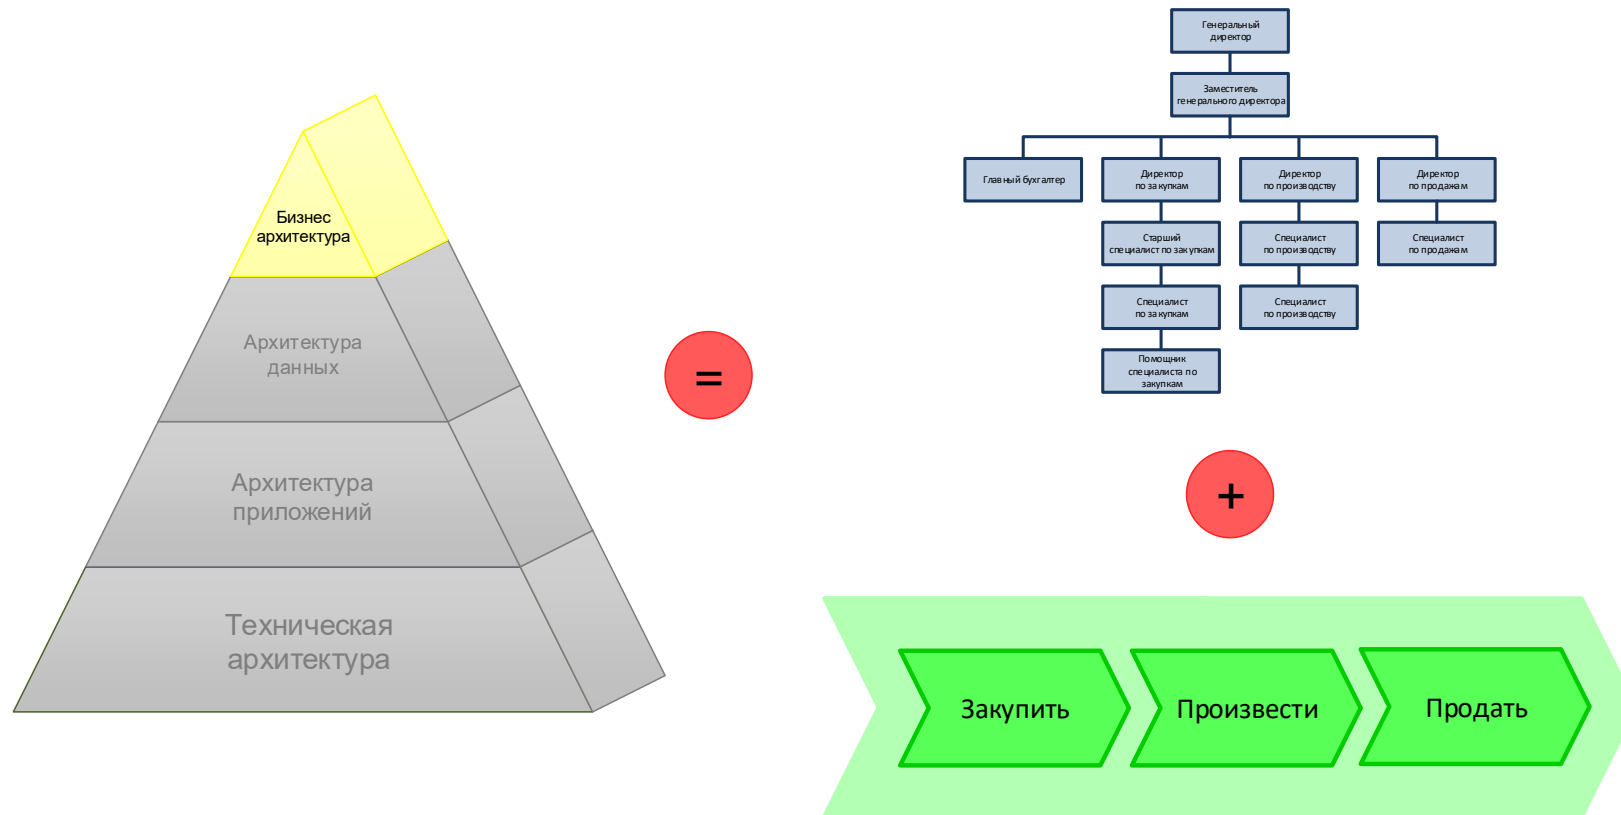 Бизнес
архитектура
Архитектура
данных
Архитектура
приложений
Техническая
архитектура
=
Генеральный
директор
Заместитель
генерального директора
Главный бухгалтер
Директор
по закупкам
Директор
по производству
Директор
по продажам
Старший
специалист по закупкам
Специалист
по производству
Специалист
по продажам
Специалист
по закупкам
Специалист
по производству
Помощник
специалиста по
закупкам
+
Закупить
Произвести
Продать